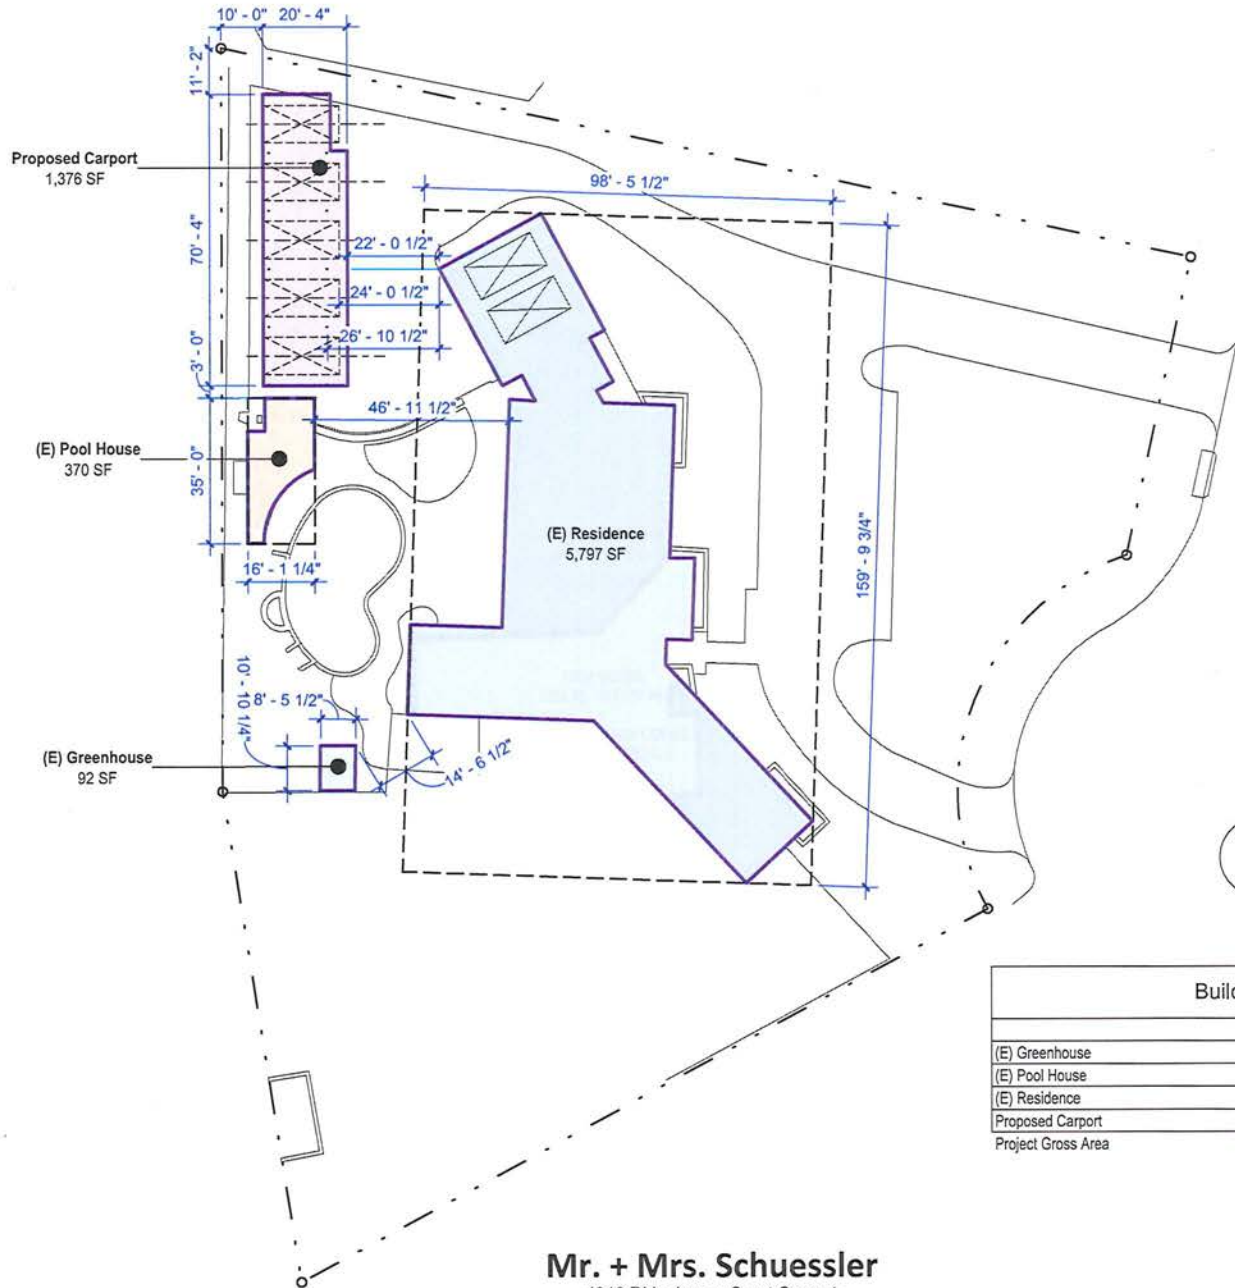 10' - 0" 20' - 4"
11' - 2"
Proposed Carport
1,376 SF
98' - 5 1/2"
70' - 4"
22' - 0 1/2"
24' - 0 1/2"
26' - 10 1/2"
3' - 0"
46' - 11 1/2"
(E) Pool House
370 SF
35' - 0"
(E) Residence
5,797 SF
159' - 9 3/4"
16' - 1 1/4"
10' - 10 1/4"
8' - 5 1/2"
14' - 6 1/2"
(E) Greenhouse
92 SF
Build
(E) Greenhouse
(E) Pool House
(E) Residence
Proposed Carport
Project Gross Area
Mr. + Mrs. Schuessler